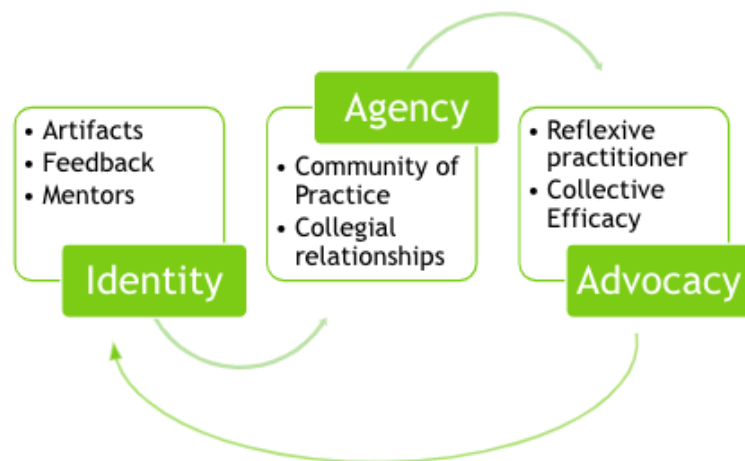 • Artifacts
• Feedback
• Mentors
Identity
Agency
• Community of
Practice
• Collegial
relationships
• Reflexive
practitioner
• Collective
Efficacy
Advocacy